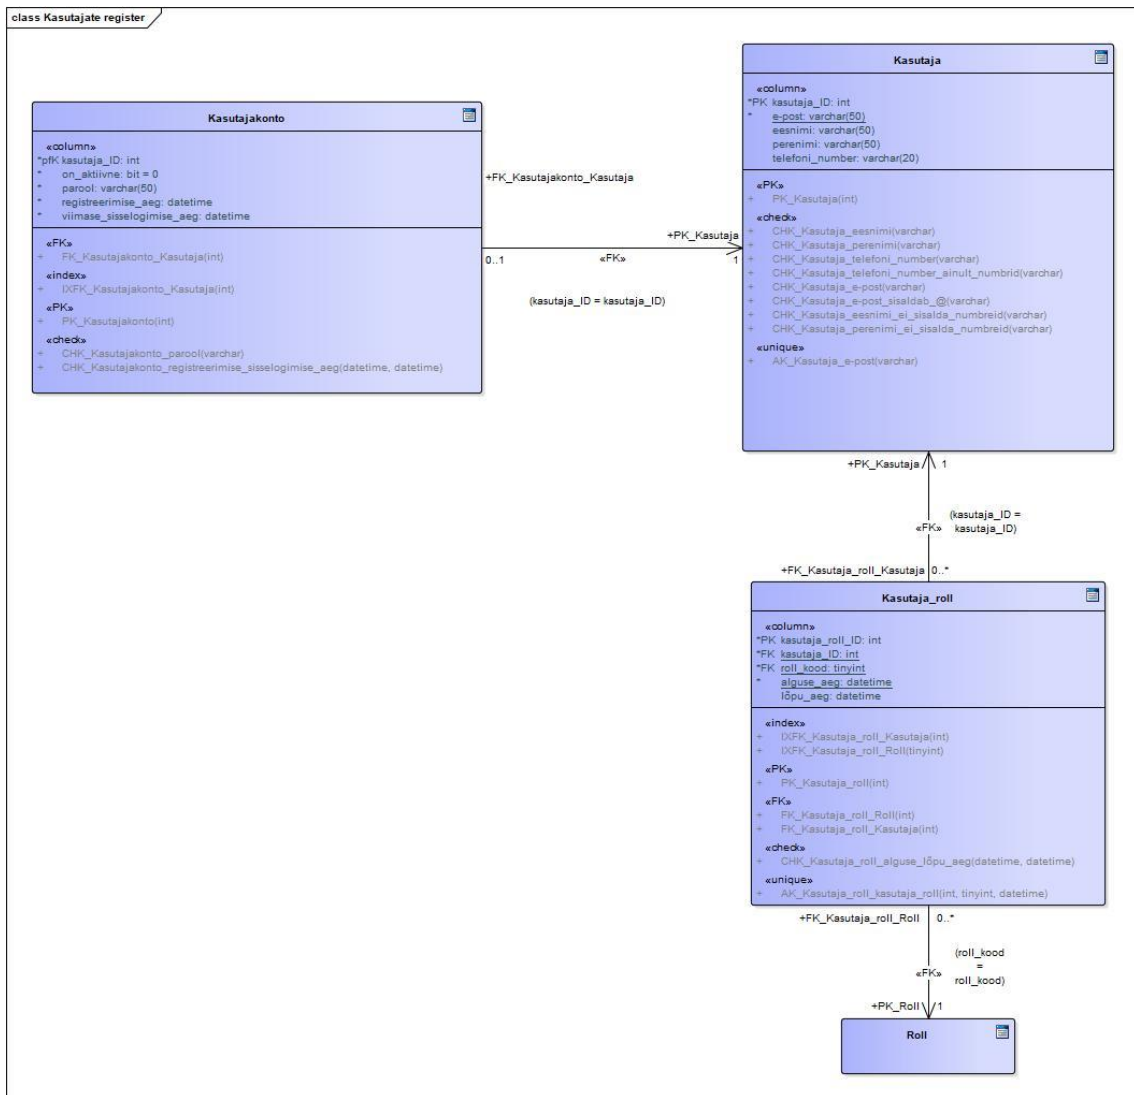 class Kasutajate register
Kasutaja
«column»
*PK kasutaja_ID: int
* e-post: varchar(50)
eesnimi: varchar(50)
perenimi: varchar(50)
telefoni_number: varchar(20)
«PK»
+ PK_Kasutaja(int)
«check»
+ CHK_Kasutaja_eesnimi(varchar)
+ CHK_Kasutaja_perenimi(varchar)
+ CHK_Kasutaja_telefoni_number(varchar)
+ CHK_Kasutaja_telefoni_number_ainult_numbrid(varchar)
+ CHK_Kasutaja_e-post(varchar)
+ CHK_Kasutaja_e-post_sisaldab_@(varchar)
+ CHK_Kasutaja_eesnimi_ei_sisalda_numbreid(varchar)
+ CHK_Kasutaja_perenimi_ei_sisalda_numbreid(varchar)
«unique»
+ AK_Kasutaja_e-post(varchar)
Kasutajakonto
«column»
*pfK kasutaja_ID: int
* on_aktiivne: bit = 0
* parool: varchar(50)
* registreerimise_aeg: datetime
* viimase_sisselogimise_aeg: datetime
«FK»
+ FK_Kasutajakonto_Kasutaja(int)
«index»
+ IXFK_Kasutajakonto_Kasutaja(int)
«PK»
+ PK_Kasutajakonto(int)
«check»
+ CHK_Kasutajakonto_parool(varchar)
+ CHK_Kasutajakonto_registreerimise_sisselogimise_aeg(datetime, datetime)
+FK_Kasutajakonto_Kasutaja
+PK_Kasutaja
0..1
«FK»
1
(kasutaja_ID = kasutaja_ID)
+PK_Kasutaja
1
(kasutaja_ID =
kasutaja_ID)
«FK»
+FK_Kasutaja_roll_Kasutaja
0..*
Kasutaja_roll
«column»
*PK kasutaja_roll_ID: int
*FK kasutaja_ID: int
*FK roll_kood: tinyint
* alguse_aeg: datetime
lõpu_aeg: datetime
«index»
+ IXFK_Kasutaja_roll_Kasutaja(int)
+ IXFK_Kasutaja_roll_Roll(tinyint)
«PK»
+ PK_Kasutaja_roll(int)
«FK»
+ FK_Kasutaja_roll_Roll(int)
+ FK_Kasutaja_roll_Kasutaja(int)
«check»
+ CHK_Kasutaja_roll_alguse_lõpu_aeg(datetime, datetime)
«unique»
+ AK_Kasutaja_roll_kasutaja_roll(int, tinyint, datetime)
+FK_Kasutaja_roll_Roll
0..*
(roll_kood
=
roll_kood)
«FK»
+PK_Roll
1
Roll